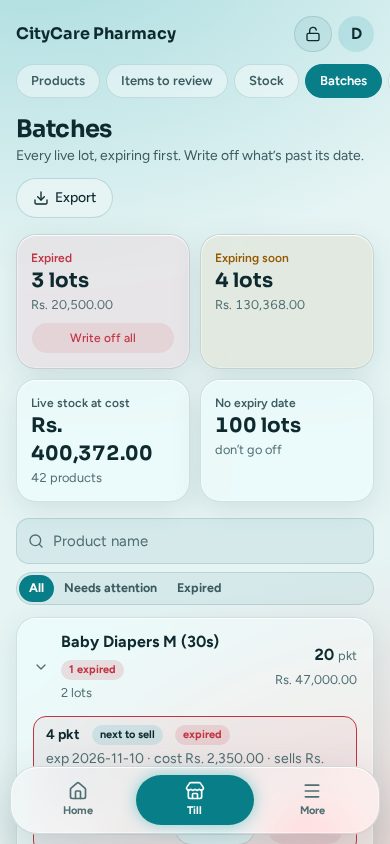 CityCare Pharmacy
D
Products
Items to review
Stock
Batches
Batches
Every live lot, expiring first. Write off what's past its date.
Export
Expired
3 lots
Rs. 20,500.00
Write off all
Expiring soon
4 lots
Rs. 130,368.00
Live stock at cost
Rs.
400,372.00
42 products
No expiry date
100 lots
don't go off
Product name
All
Needs attention
Expired
Baby Diapers M (30s)
1 expired
2 lots
20 pkt
Rs. 47,000.00
4 pkt next to sell expired
exp 2026-11-10 · cost Rs. 2,350.00 · sells Rs.
Home
Till
More